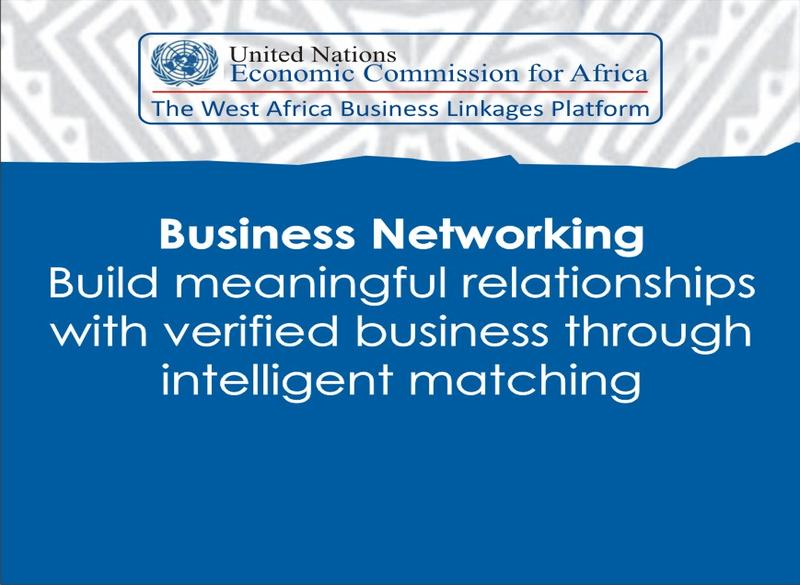 United Nations
Economic Commission for Africa
The West Africa Business Linkages Platform
Business Networking
Build meaningful relationships
with verified business through
intelligent matching